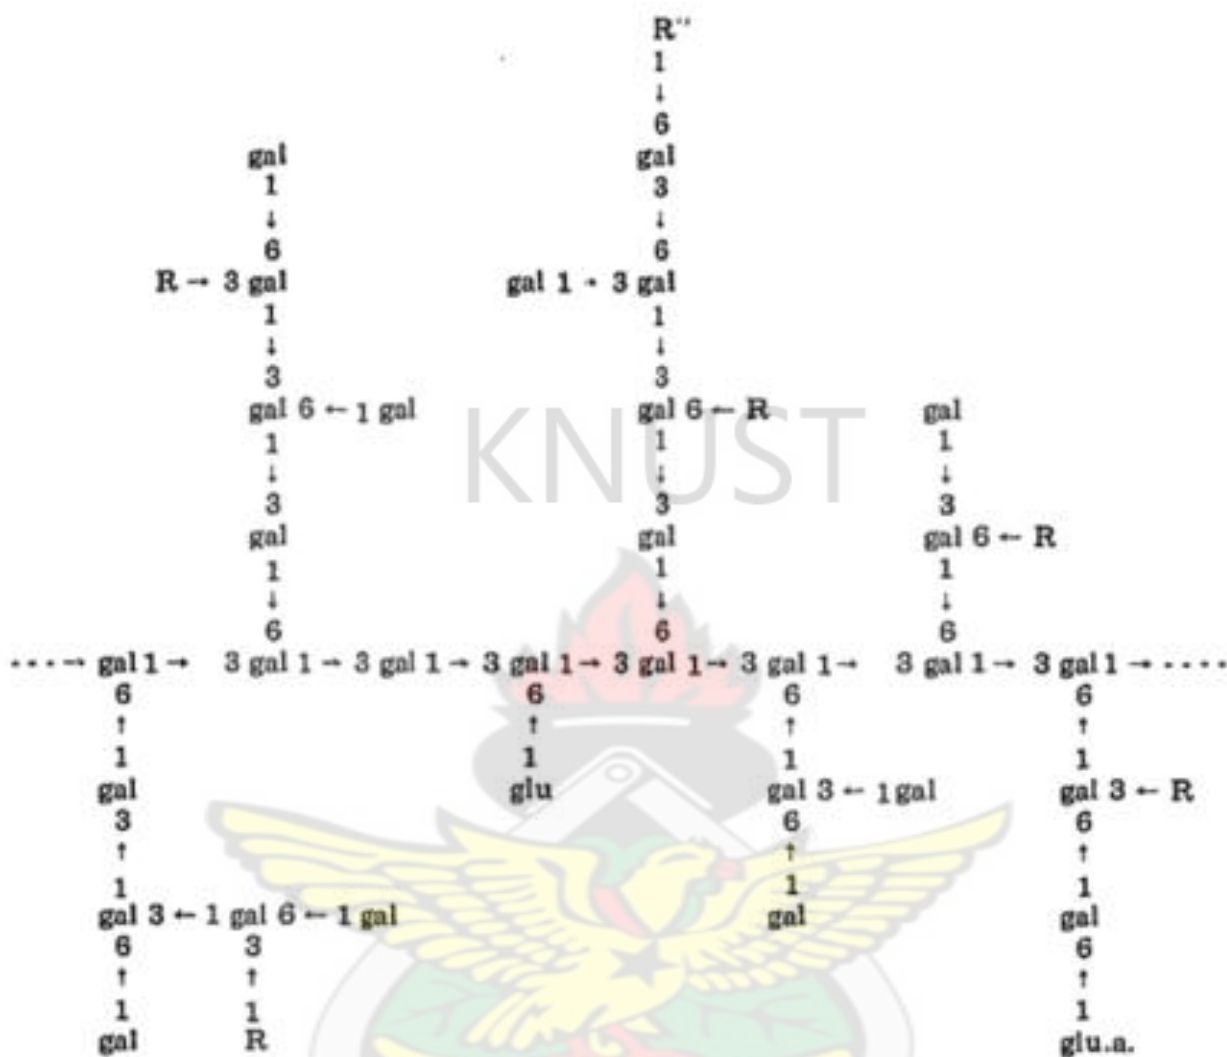 R"
1
↓
6
gal gal
1 3
↓ ↓
6 6
R → 3 gal gal 1 → 3 gal
1 1
↓ ↓
3 3
gal 6 ← 1 gal gal 6 ← R gal
KNUST
1 1 1
↓ ↓ ↓
3 3 3
gal gal gal 6 ← R
1 1 1
↓ ↓ ↓
6 6 6
····→ gal 1 → 3 gal 1 → 3 gal 1 → 3 gal 1 → 3 gal 1 → 3 gal 1 → 3 gal 1 → 3 gal 1 → ····
6 6 6 6
↑ ↑ ↑ ↑
1 1 1 1
gal glu gal 3 ← 1 gal gal 3 ← R
3 6 6
↑ ↑ ↑
1 1 1
gal 3 ← 1 gal 6 ← 1 gal gal gal
6 3 6
↑ ↑ ↑
1 1 1
gal R glu.a.